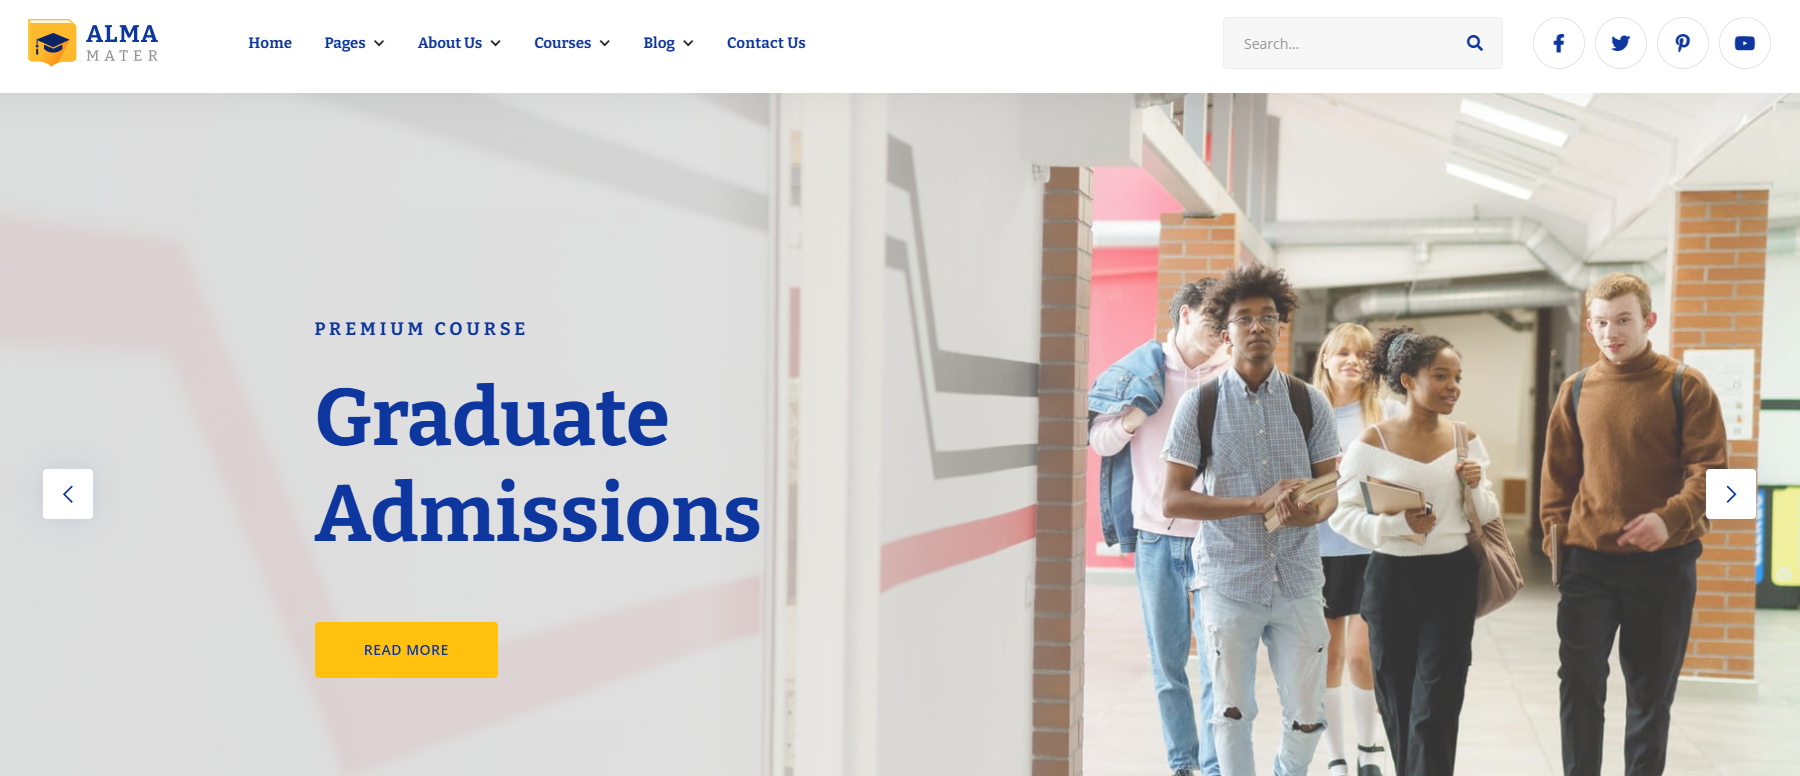 ALMA
MATER
Home
Pages
About Us
Courses
Blog
Contact Us
Search...
PREMIUM COURSE
Graduate
Admissions
READ MORE